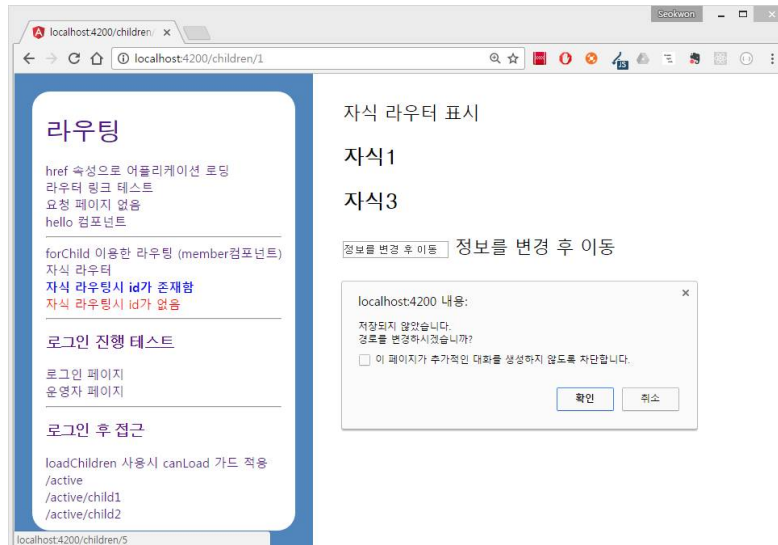 Seokwon
localhost:4200/children/
localhost:4200/children/1
JS
라우팅
href 속성으로 어플리케이션 로딩
라우터 링크 테스트
요청 페이지 없음
hello 컴포넌트
forChild 이용한 라우팅 (member컴포넌트)
자식 라우터
자식 라우팅시 id가 존재함
자식 라우팅시 id가 없음
로그인 진행 테스트
로그인 페이지
운영자 페이지
로그인 후 접근
loadChildren 사용시 canLoad 가드 적용
/active
/active/child1
/active/child2
localhost:4200/children/5
자식 라우터 표시
자식1
자식3
정보를 변경 후 이동 정보를 변경 후 이동
localhost:4200 내용:
저장되지 않았습니다.
경로를 변경하시겠습니까?
이 페이지가 추가적인 대화를 생성하지 않도록 차단합니다.
확인 취소